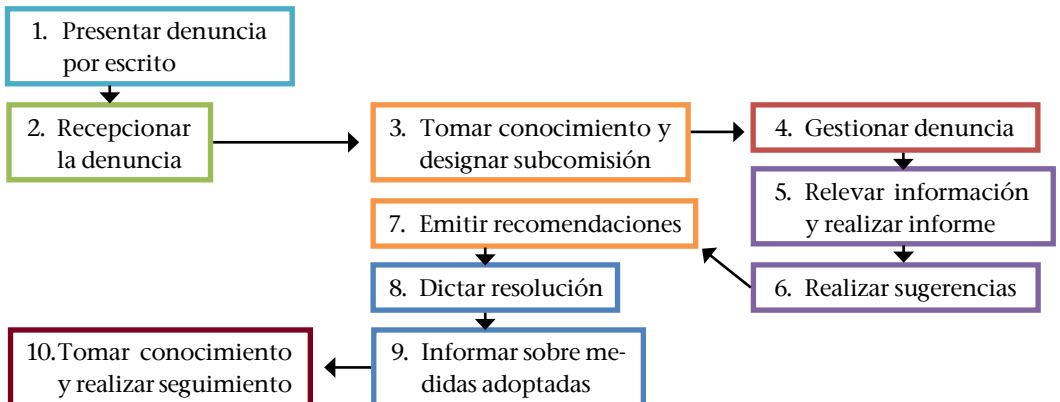 1. Presentar denuncia
por escrito
2. Recepcionar
la denuncia
3. Tomar conocimiento y
designar subcomisión
4. Gestionar denuncia
5. Relevar información
y realizar informe
6. Realizar sugerencias
7. Emitir recomendaciones
8. Dictar resolución
9. Informar sobre me-
didas adoptadas
10. Tomar conocimiento
y realizar seguimiento